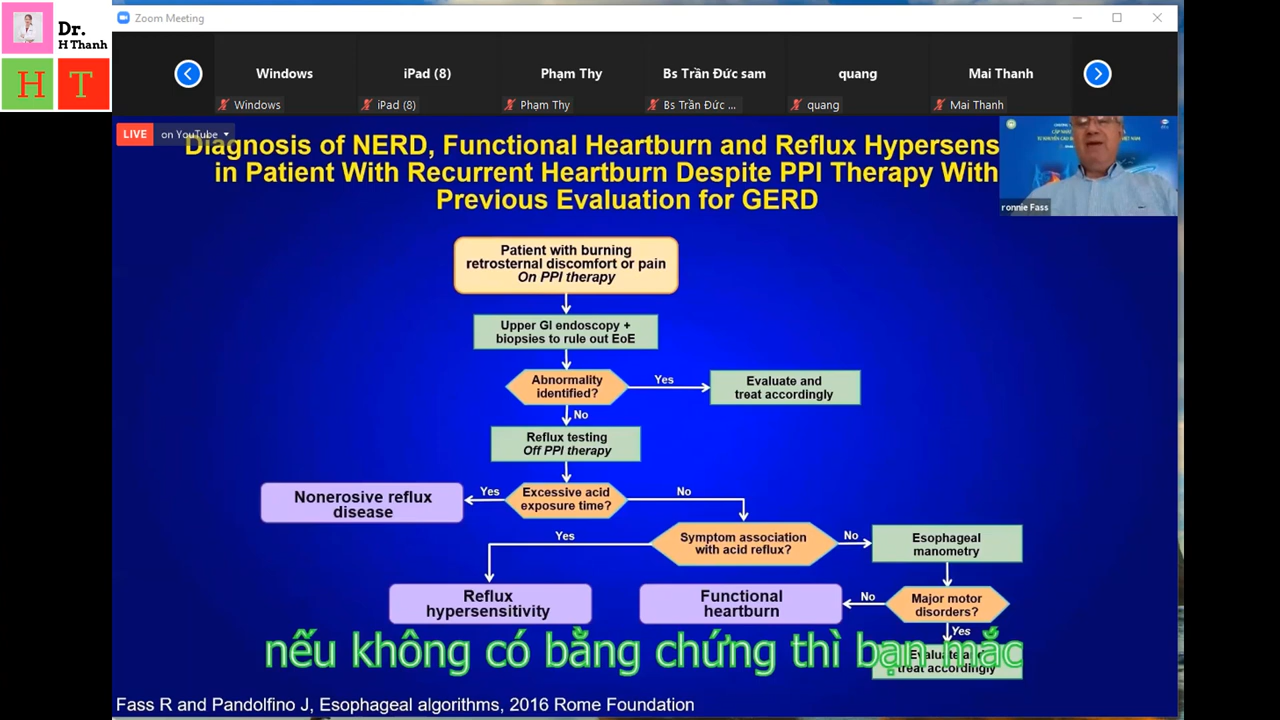 Dr.
H Thanh
H T
Zoom Meeting
Windows
iPad (8)
Phạm Thy
Bs Trần Đức sam
quang
Mai Thanh
Windows
iPad (8)
Phạm Thy
Bs Trần Đức ...
quang
Mai Thanh
LIVE on YouTube
Diagnosis of NERD, Functional Heartburn and Reflux Hypersens
in Patient With Recurrent Heartburn Despite PPI Therapy With
Previous Evaluation for GERD
ronnie Fass
Patient with burning
retrosternal discomfort or pain
On PPI therapy
Upper GI endoscopy +
biopsies to rule out EoE
Abnormality
identified?
Yes
Evaluate and
treat accordingly
No
Reflux testing
Off PPI therapy
Nonerosive reflux
disease
Yes
Excessive acid
exposure time?
No
Yes
Symptom association
with acid reflux?
No
Esophageal
manometry
Reflux
hypersensitivity
Functional
heartburn
No
Major motor
disorders?
Yes
Evaluate and
treat accordingly
nếu không có bằng chứng thì bạn mắc
Fass R and Pandolfino J, Esophageal algorithms, 2016 Rome Foundation